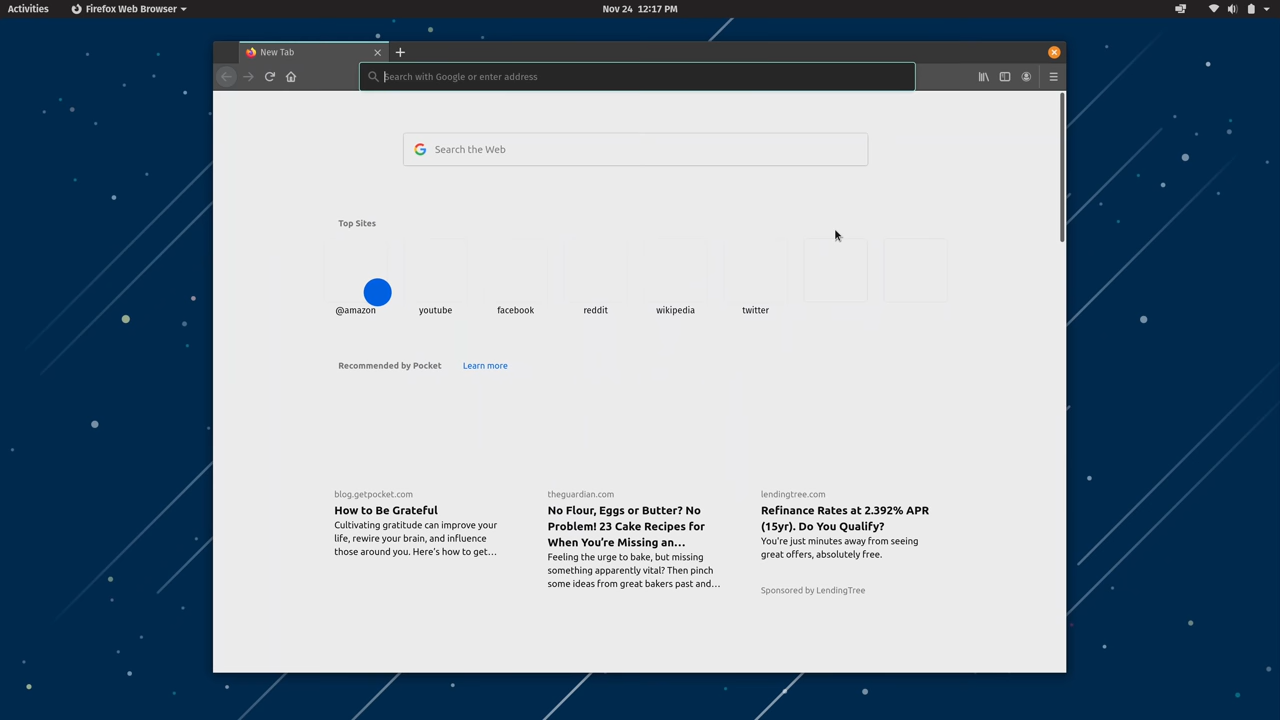 Activities Firefox Web Browser Nov 24 12:17 PM
New Tab
Search with Google or enter address
Search the Web
Top Sites
@amazon youtube facebook reddit wikipedia twitter
Recommended by Pocket Learn more
blog.getpocket.com
How to Be Grateful
Cultivating gratitude can improve your
life, rewire your brain, and influence
those around you. Here's how to get…
theguardian.com
No Flour, Eggs or Butter? No
Problem! 23 Cake Recipes for
When You’re Missing an…
Feeling the urge to bake, but missing
something apparently vital? Then pinch
some ideas from great bakers past and…
lendingtree.com
Refinance Rates at 2.392% APR
(15yr). Do You Qualify?
You're just minutes away from seeing
great offers, absolutely free.
Sponsored by LendingTree